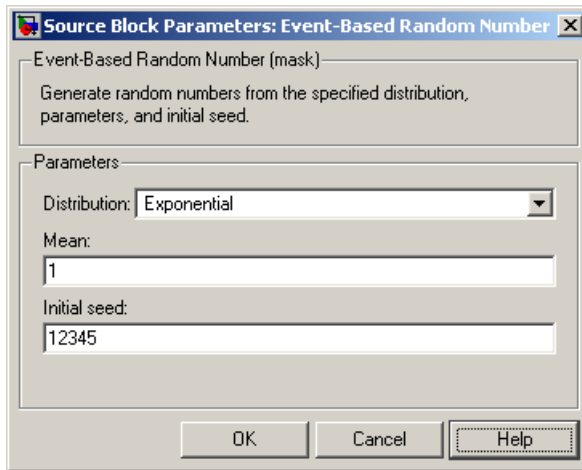 Source Block Parameters: Event-Based Random Number
Event-Based Random Number (mask)
Generate random numbers from the specified distribution,
parameters, and initial seed.
Parameters
Distribution: Exponential
Mean:
1
Initial seed:
12345
OK Cancel Help